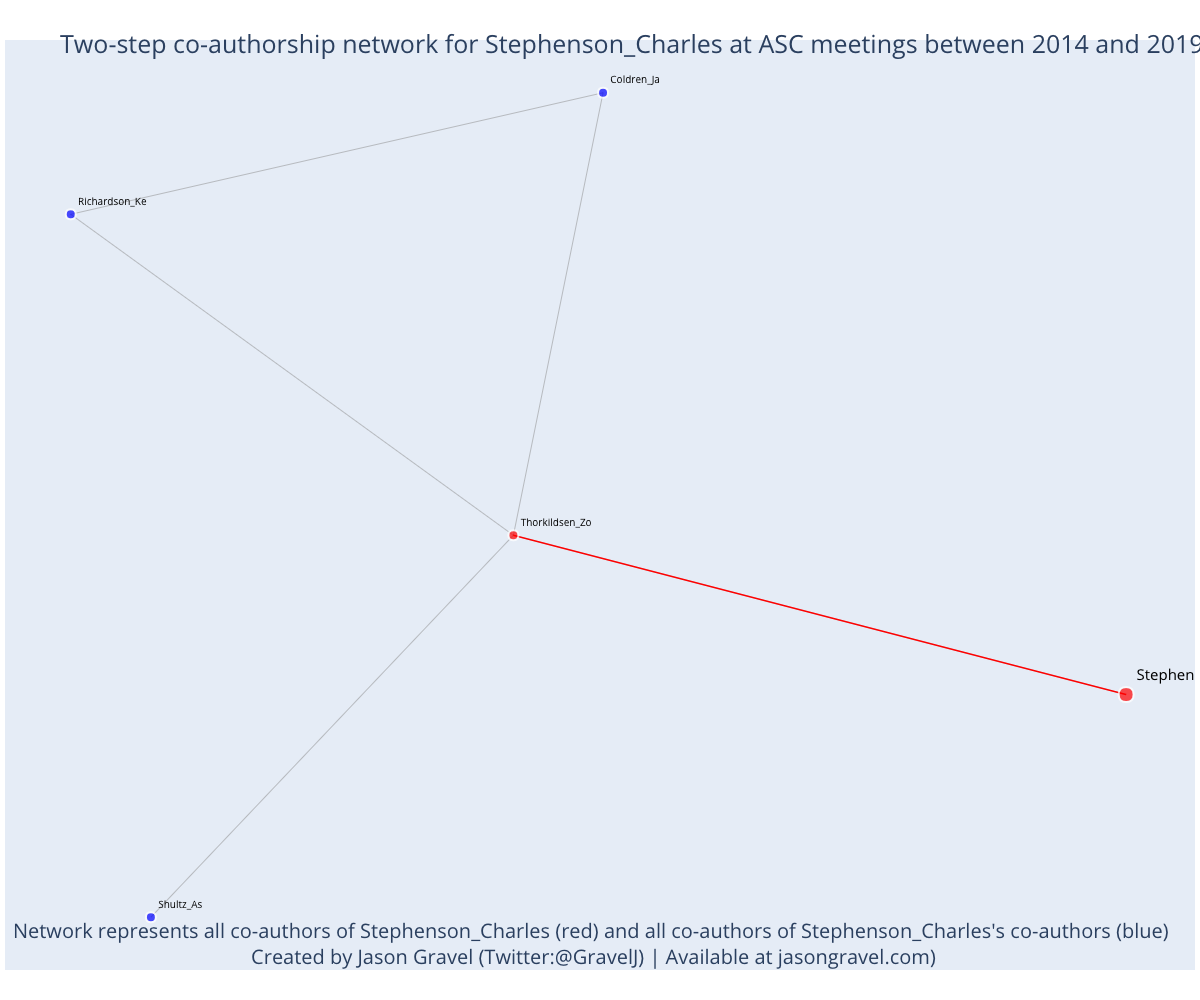 Two-step co-authorship network for Stephenson_Charles at ASC meetings between 2014 and 2019
Coldren_Ja
Richardson_Ke
Thorkildsen_Zo
Stephen
Shultz_As
Network represents all co-authors of Stephenson_Charles (red) and all co-authors of Stephenson_Charles's co-authors (blue)
Created by Jason Gravel (Twitter:@GravelJ) | Available at jasongravel.com)